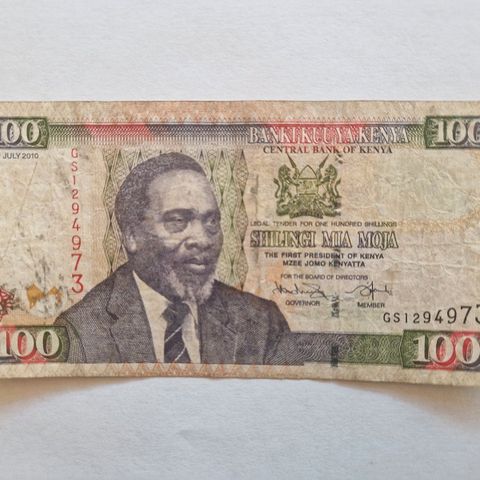 100
JULY 2010
GS1294973
BANKI KUU YA KENYA
CENTRAL BANK OF KENYA
100
LEGAL TENDER FOR ONE HUNDRED SHILLINGS
SHILINGI MIA MOJA
THE FIRST PRESIDENT OF KENYA
MZEE JOMO KENYATTA
FOR THE BOARD OF DIRECTORS
GOVERNOR
MEMBER
GS1294973
100
100